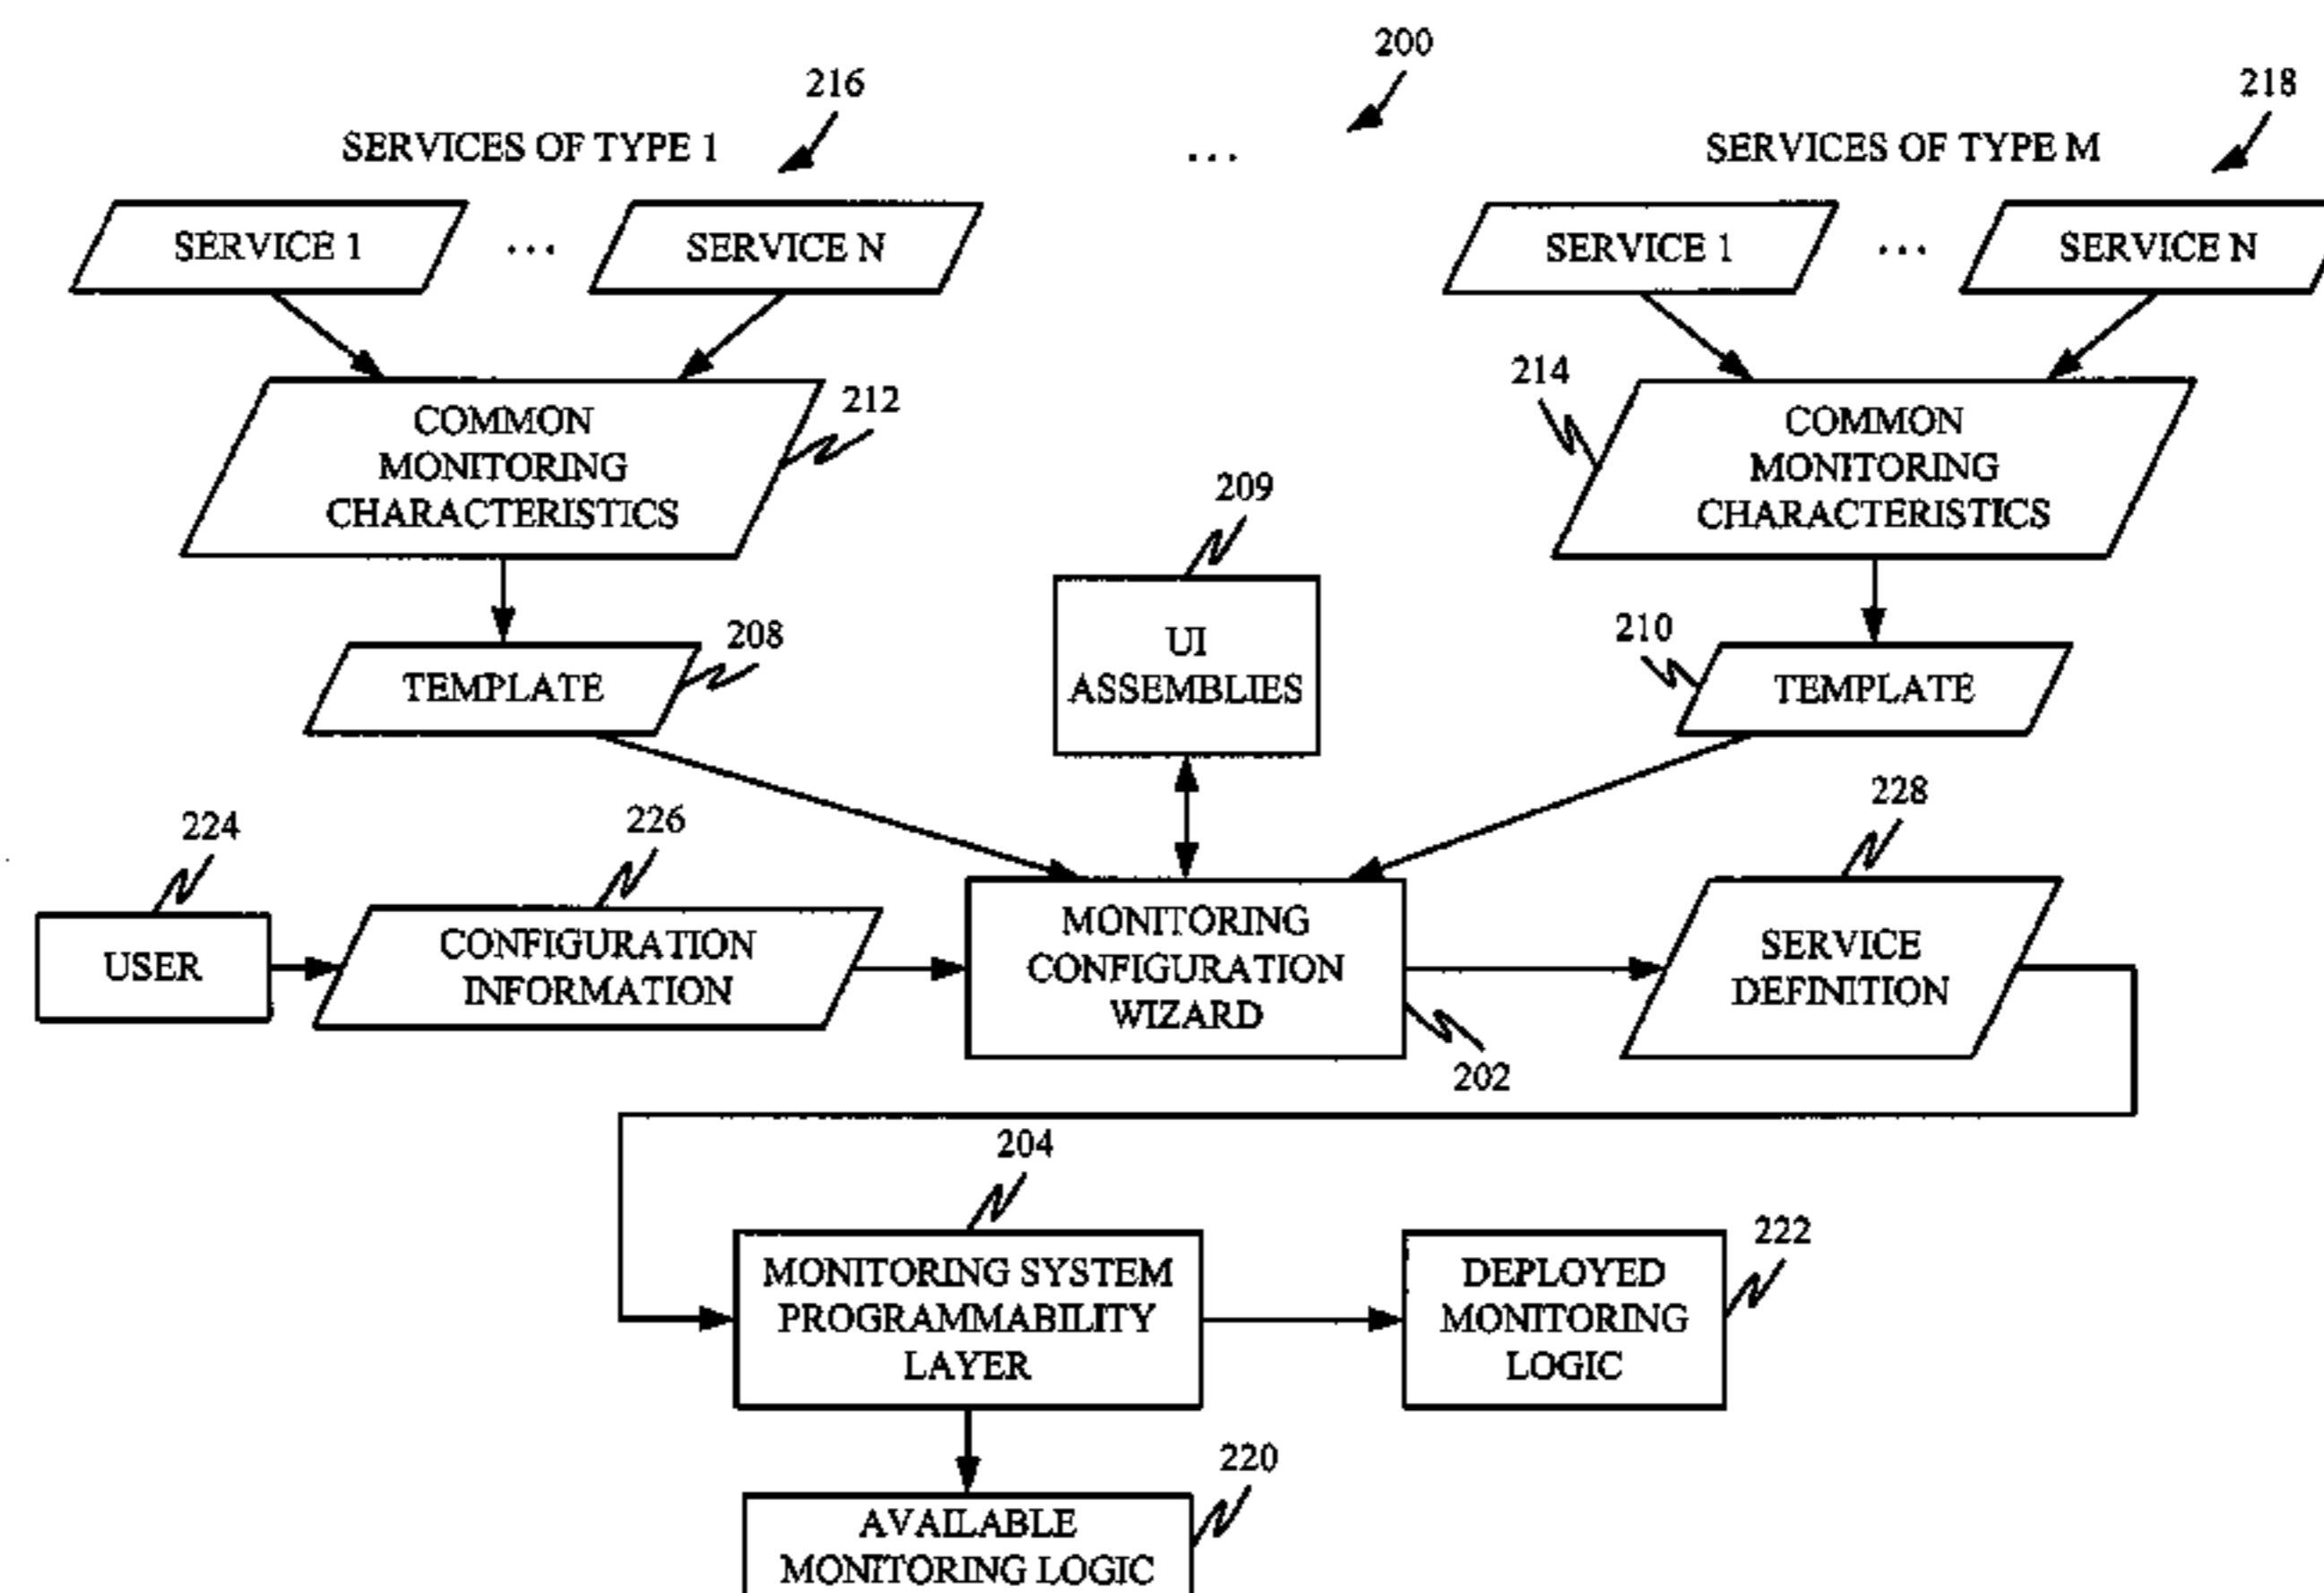 200
216
218
SERVICES OF TYPE 1
...
SERVICES OF TYPE M
SERVICE 1
...
SERVICE N
SERVICE 1
...
SERVICE N
212
COMMON
MONITORING
CHARACTERISTICS
214
COMMON
MONITORING
CHARACTERISTICS
209
208
TEMPLATE
UI
ASSEMBLIES
210
TEMPLATE
224
226
228
USER
CONFIGURATION
INFORMATION
MONITORING
CONFIGURATION
WIZARD
SERVICE
DEFINITION
202
204
MONITORING SYSTEM
PROGRAMMABILITY
LAYER
DEPLOYED
MONITORING
LOGIC
222
220
AVAILABLE
MONITORING LOGIC